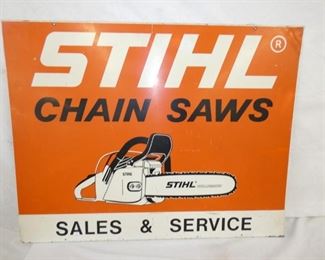 STIHL®
CHAIN SAWS
STIHL
STIHL
SALES & SERVICE